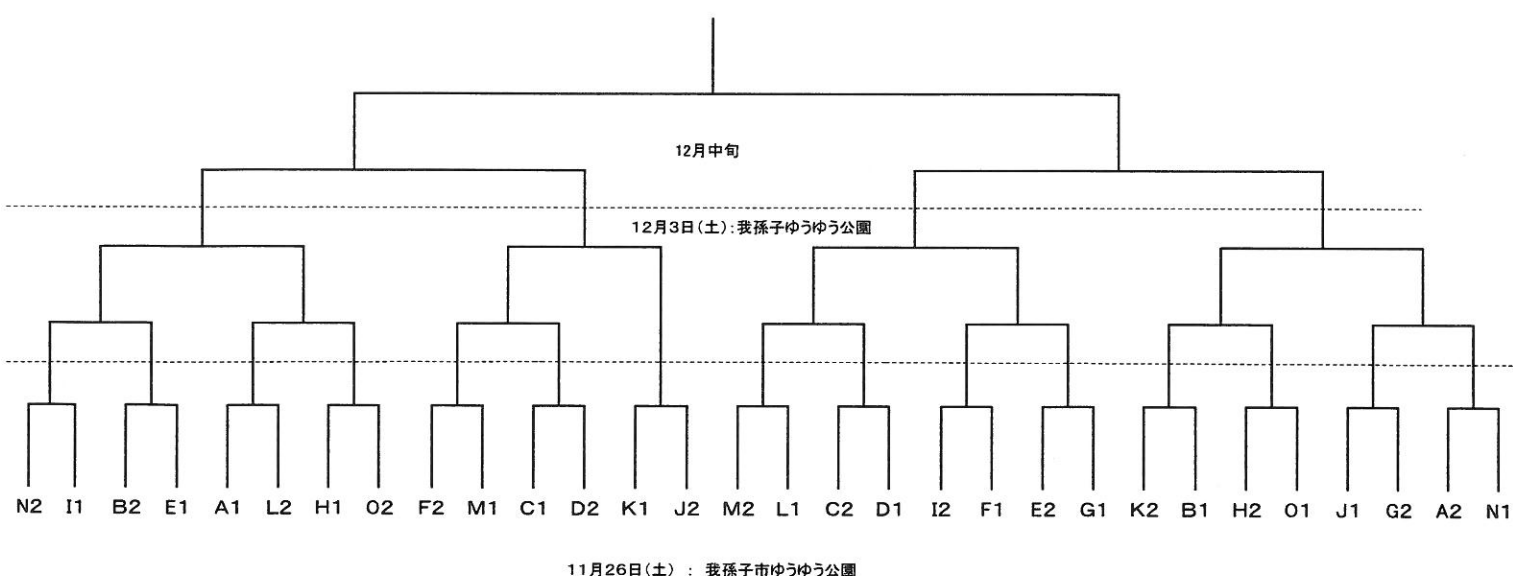 12月中旬
12月3日(土):我孫子ゆうゆう公園
N2 I1 B2 E1 A1 L2 H1 O2 F2 M1 C1 D2 K1 J2 M2 L1 C2 D1 I2 F1 E2 G1 K2 B1 H2 O1 J1 G2 A2 N1
11月26日(土) : 我孫子市ゆうゆう公園